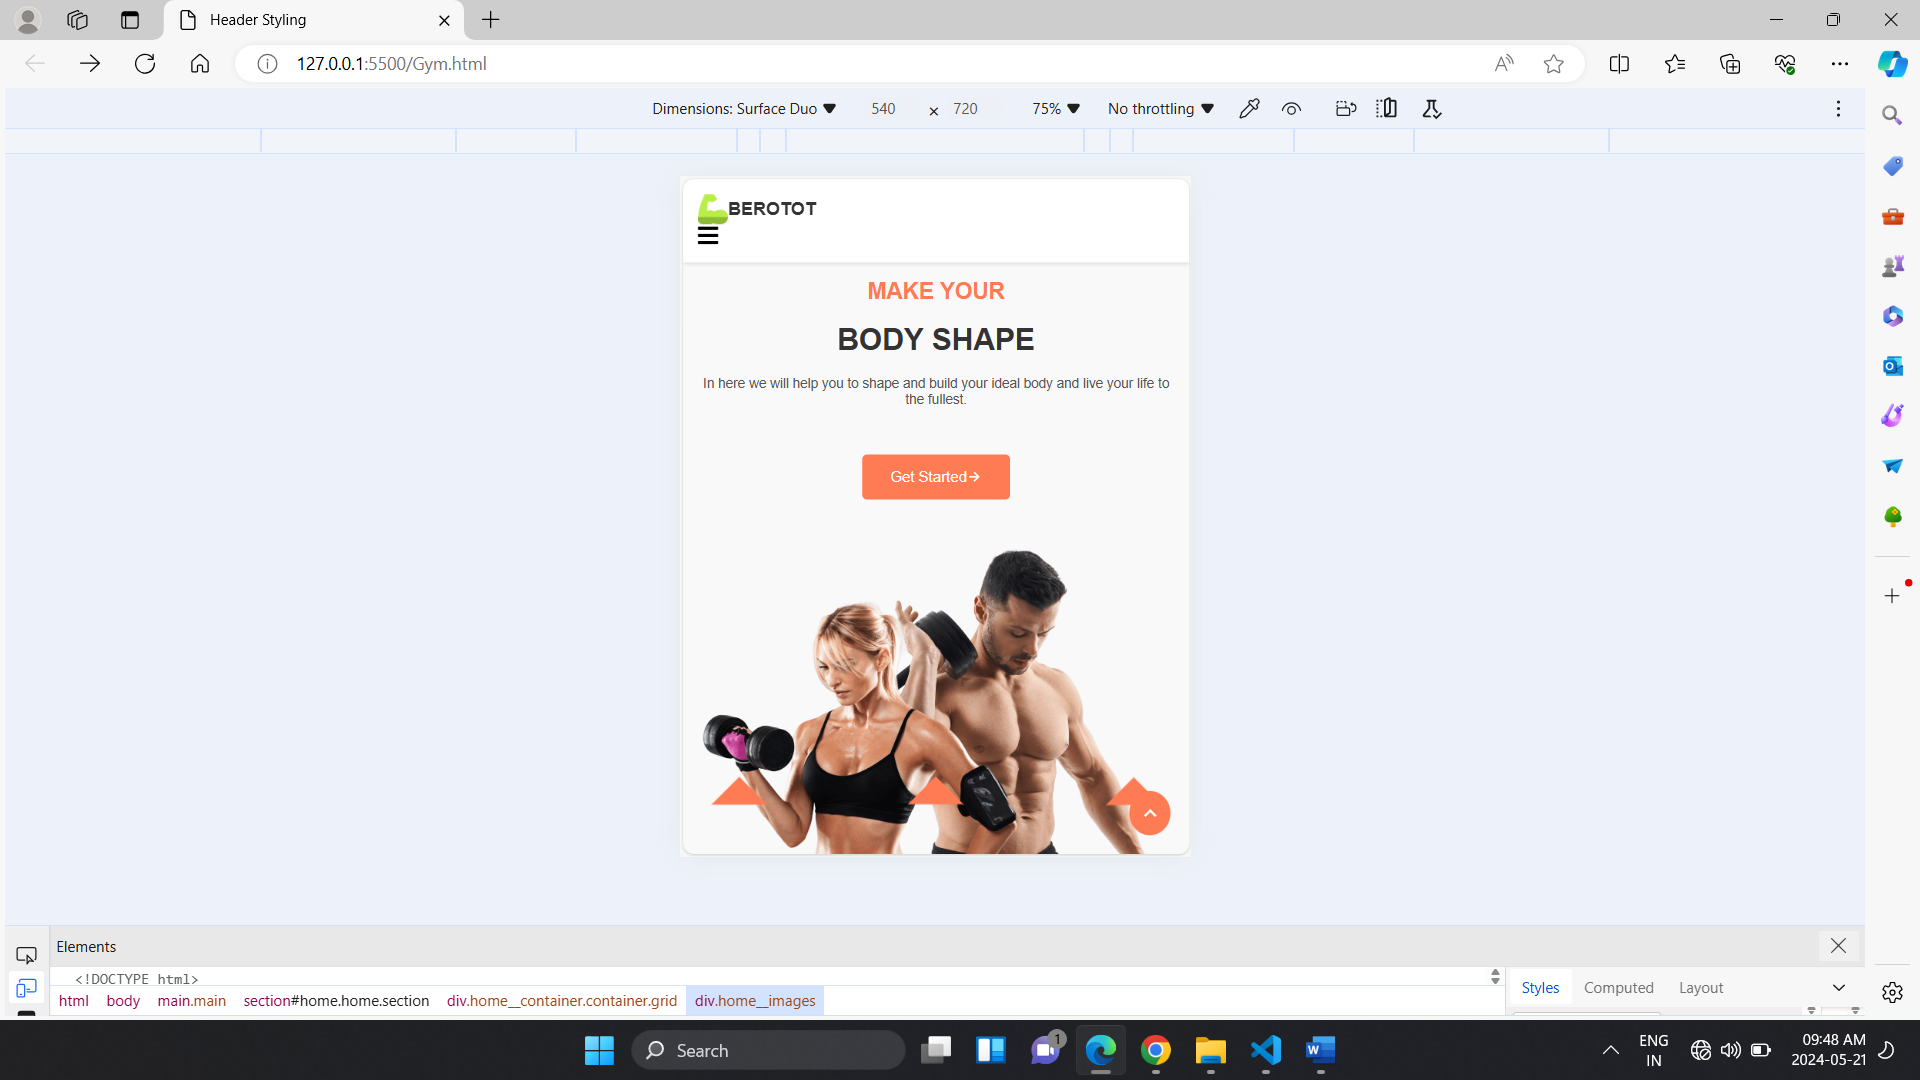 Header Styling
127.0.0.1:5500/Gym.html
Dimensions: Surface Duo 540 × 720 75% No throttling
BEROTOT
MAKE YOUR
BODY SHAPE
In here we will help you to shape and build your ideal body and live your life to
the fullest.
Get Started
Elements
<!DOCTYPE html>
html body main.main section#home.home.section div.home__container.container.grid div.home__images
Styles Computed Layout
Search
1
ENG
IN
09:48 AM
2024-05-21